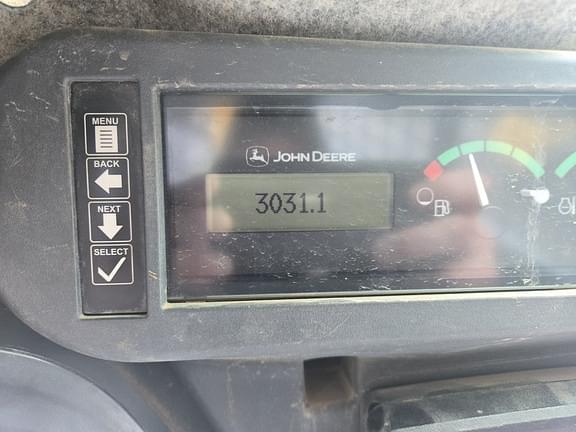 MENU
BACK
NEXT
SELECT
JOHN DEERE
3031.1